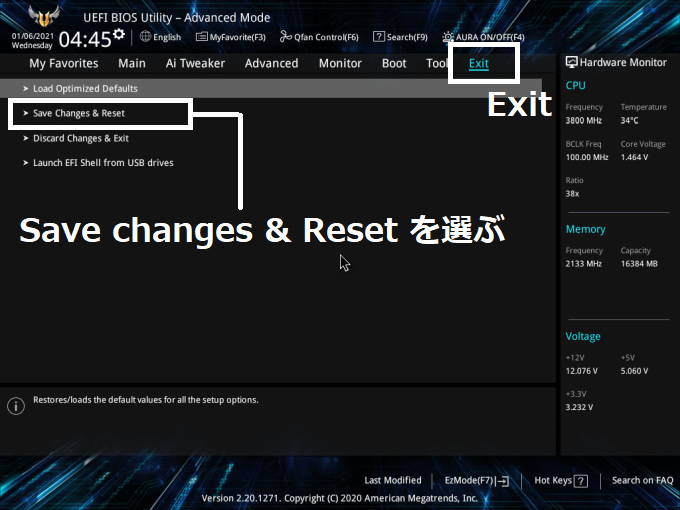 UEFI BIOS Utility – Advanced Mode
01/06/2021
Wednesday
04:45
English
MyFavorite(F3)
Qfan Control(F6)
Search(F9)
AURA ON/OFF(F4)
My Favorites
Main
Ai Tweaker
Advanced
Monitor
Boot
Tool
Exit
Exit
Load Optimized Defaults
Save Changes & Reset
Discard Changes & Exit
Launch EFI Shell from USB drives
Save changes & Reset を選ぶ
Restores/loads the default values for all the setup options.
Hardware Monitor
CPU
Frequency Temperature
3800 MHz 34°C
BCLK Freq Core Voltage
100.00 MHz 1.464 V
Ratio
38x
Memory
Frequency Capacity
2133 MHz 16384 MB
Voltage
+12V +5V
12.076 V 5.060 V
+3.3V
3.232 V
Last Modified
EzMode(F7)
Hot Keys ?
Search on FAQ
Version 2.20.1271. Copyright (C) 2020 American Megatrends, Inc.